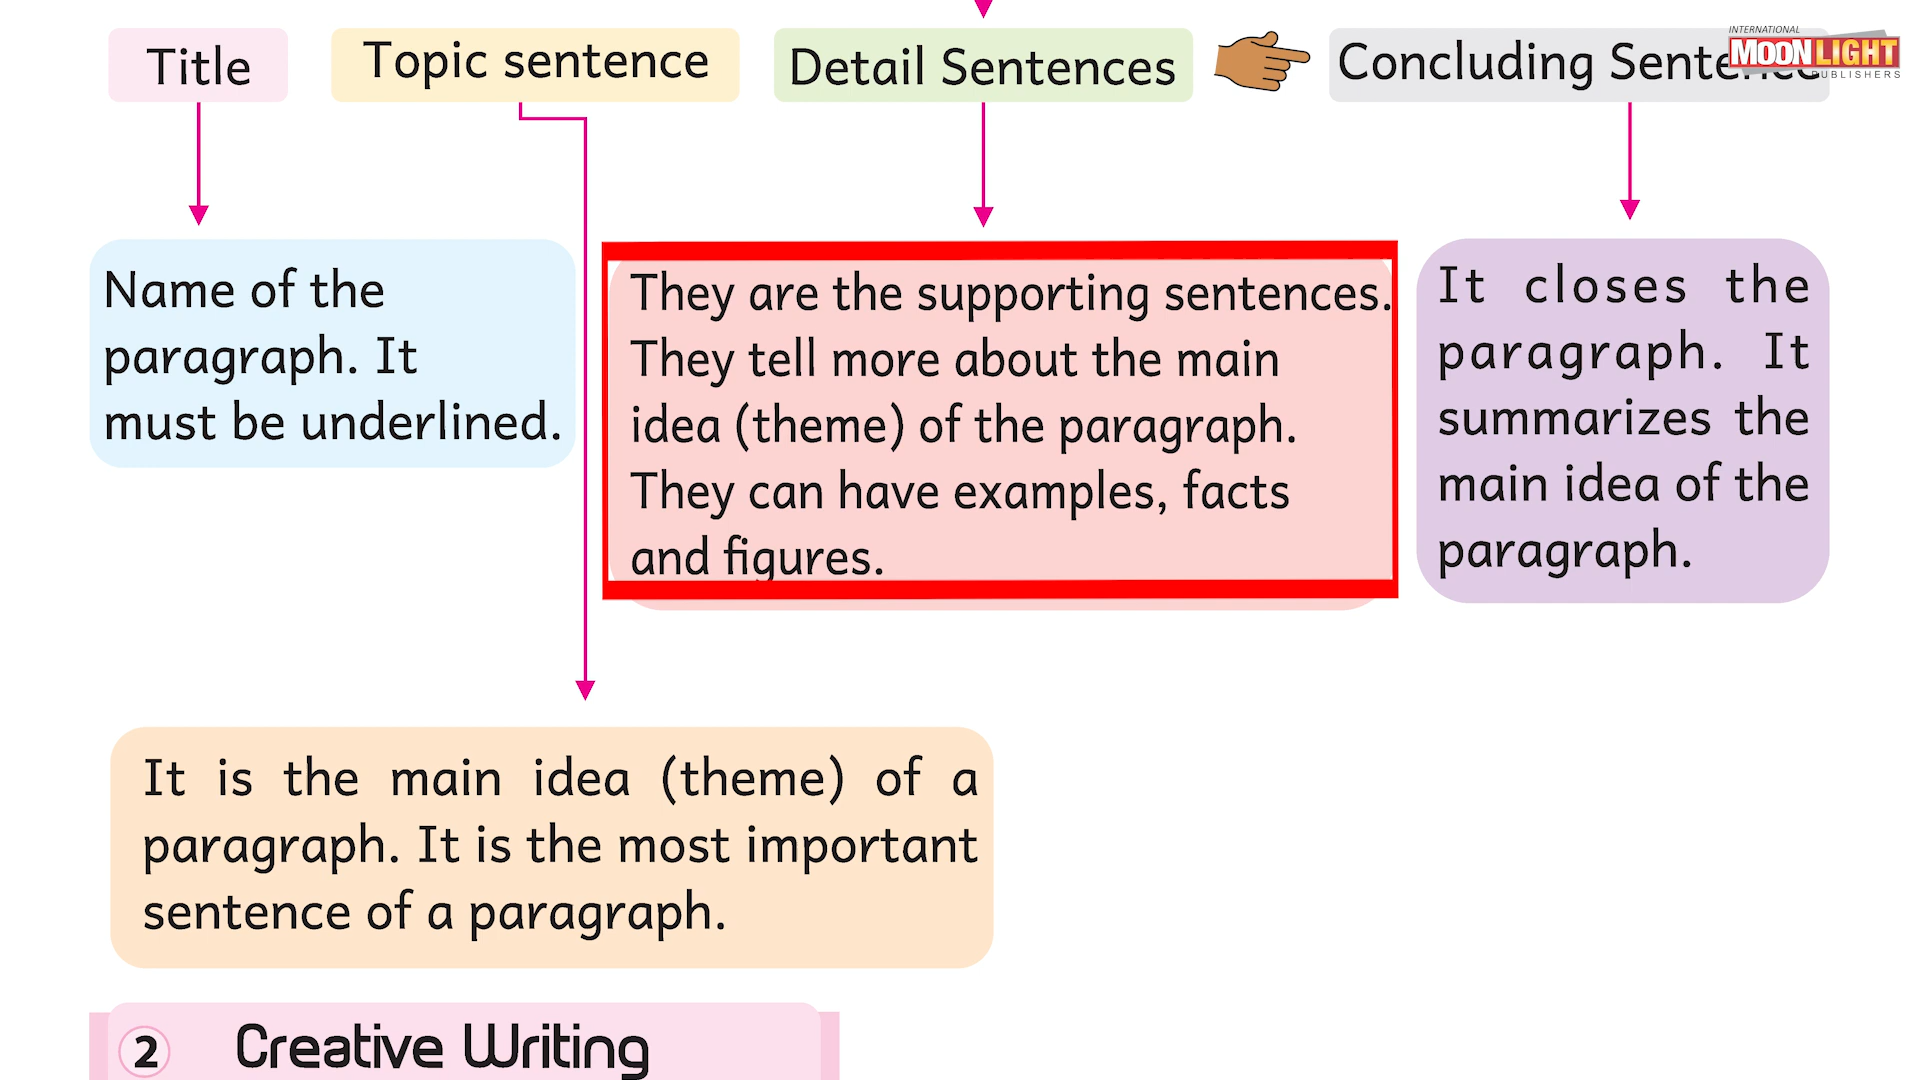 Title
Topic sentence
Detail Sentences
Concluding Sentence
INTERNATIONAL
MOONLIGHT
PUBLISHERS
Name of the
paragraph. It
must be underlined.
They are the supporting sentences.
They tell more about the main
idea (theme) of the paragraph.
They can have examples, facts
and figures.
It closes the
paragraph. It
summarizes the
main idea of the
paragraph.
It is the main idea (theme) of a
paragraph. It is the most important
sentence of a paragraph.
2 Creative Writing